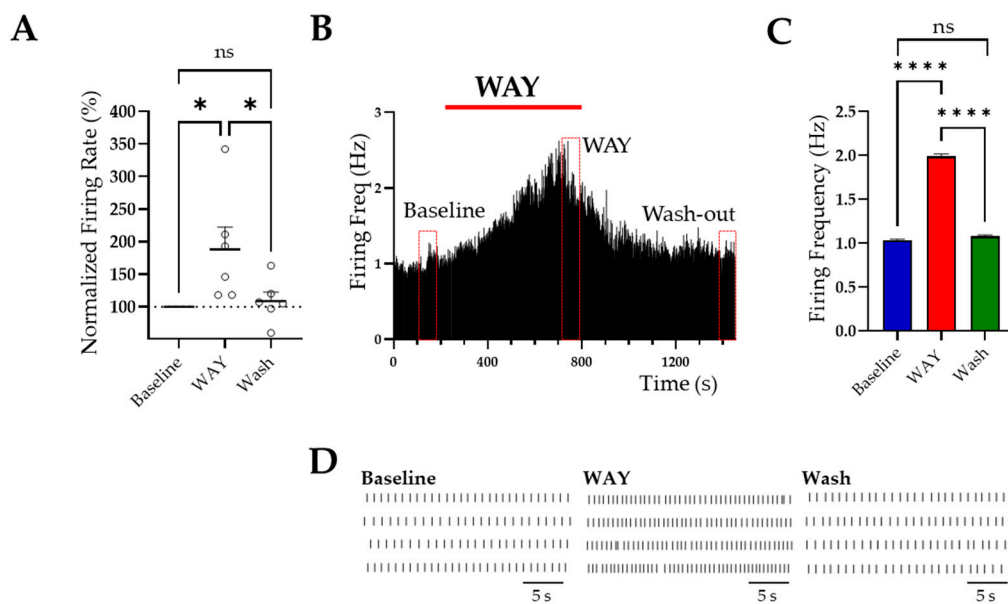 A
ns
*
*
Normalized Firing Rate (%)
400
350
300
250
200
150
100
Baseline
WAY
Wash
B
WAY
Firing Freq (Hz)
3
2
1
0
Baseline
WAY
Wash-out
0
400
800
1200
Time (s)
C
ns
****
****
Firing Frequency (Hz)
2.5
2.0
1.5
1.0
0.5
0.0
Baseline
WAY
Wash
D
Baseline
WAY
Wash
5 s
5 s
5 s